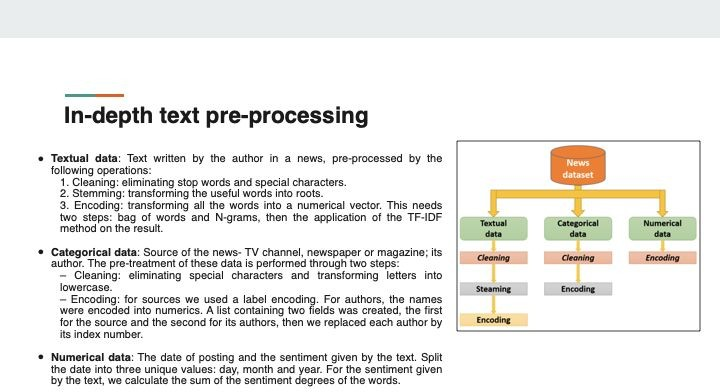 In-depth text pre-processing
● Textual data: Text written by the author in a news, pre-processed by the
following operations:
1. Cleaning: eliminating stop words and special characters.
2. Stemming: transforming the useful words into roots.
3. Encoding: transforming all the words into a numerical vector. This needs
two steps: bag of words and N-grams, then the application of the TF-IDF
method on the result.
● Categorical data: Source of the news- TV channel, newspaper or magazine; its
author. The pre-treatment of these data is performed through two steps:
– Cleaning: eliminating special characters and transforming letters into
lowercase.
– Encoding: for sources we used a label encoding. For authors, the names
were encoded into numerics. A list containing two fields was created, the first
for the source and the second for its authors, then we replaced each author by
its index number.
● Numerical data: The date of posting and the sentiment given by the text. Split
the date into three unique values: day, month and year. For the sentiment given
by the text, we calculate the sum of the sentiment degrees of the words.
News
dataset
Textual
data
Categorical
data
Numerical
data
Cleaning
Cleaning
Encoding
Steaming
Encoding
Encoding